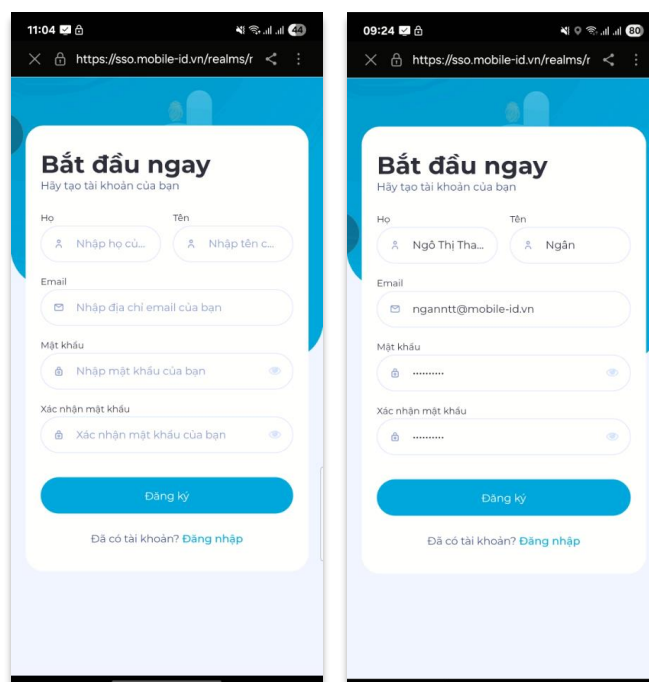 11:04
44
https://sso.mobile-id.vn/realms/r
Bắt đầu ngay
Hãy tạo tài khoản của bạn
Họ
Tên
Nhập họ củ...
Nhập tên c...
Email
Nhập địa chỉ email của bạn
Mật khẩu
Nhập mật khẩu của bạn
Xác nhận mật khẩu
Xác nhận mật khẩu của bạn
Đăng ký
Đã có tài khoản? Đăng nhập
09:24
80
https://sso.mobile-id.vn/realms/r
Bắt đầu ngay
Hãy tạo tài khoản của bạn
Họ
Tên
Ngô Thị Tha...
Ngân
Email
nganntt@mobile-id.vn
Mật khẩu
••••••••••
Xác nhận mật khẩu
••••••••••
Đăng ký
Đã có tài khoản? Đăng nhập